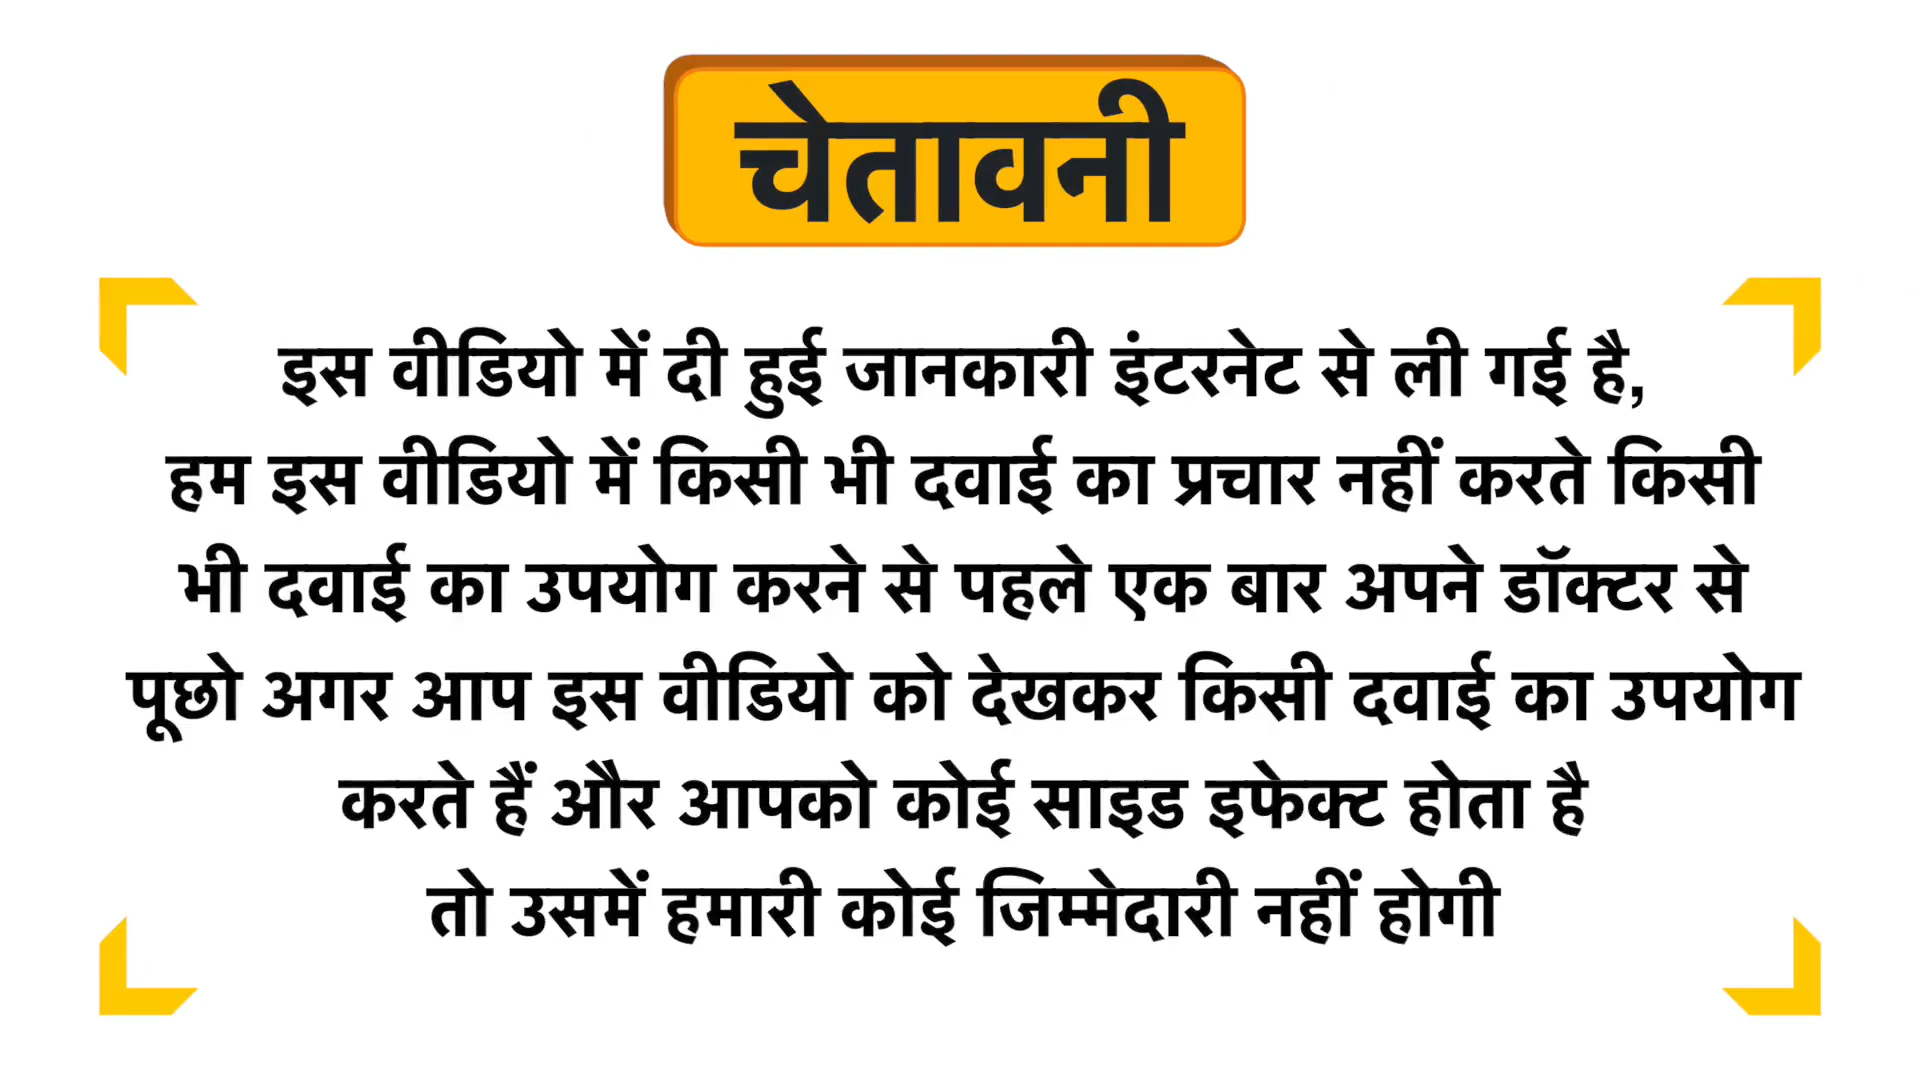 चेतावनी
इस वीडियो में दी हुई जानकारी इंटरनेट से ली गई है,
हम इस वीडियो में किसी भी दवाई का प्रचार नहीं करते किसी
भी दवाई का उपयोग करने से पहले एक बार अपने डॉक्टर से
पूछो अगर आप इस वीडियो को देखकर किसी दवाई का उपयोग
करते हैं और आपको कोई साइड इफेक्ट होता है
तो उसमें हमारी कोई जिम्मेदारी नहीं होगी